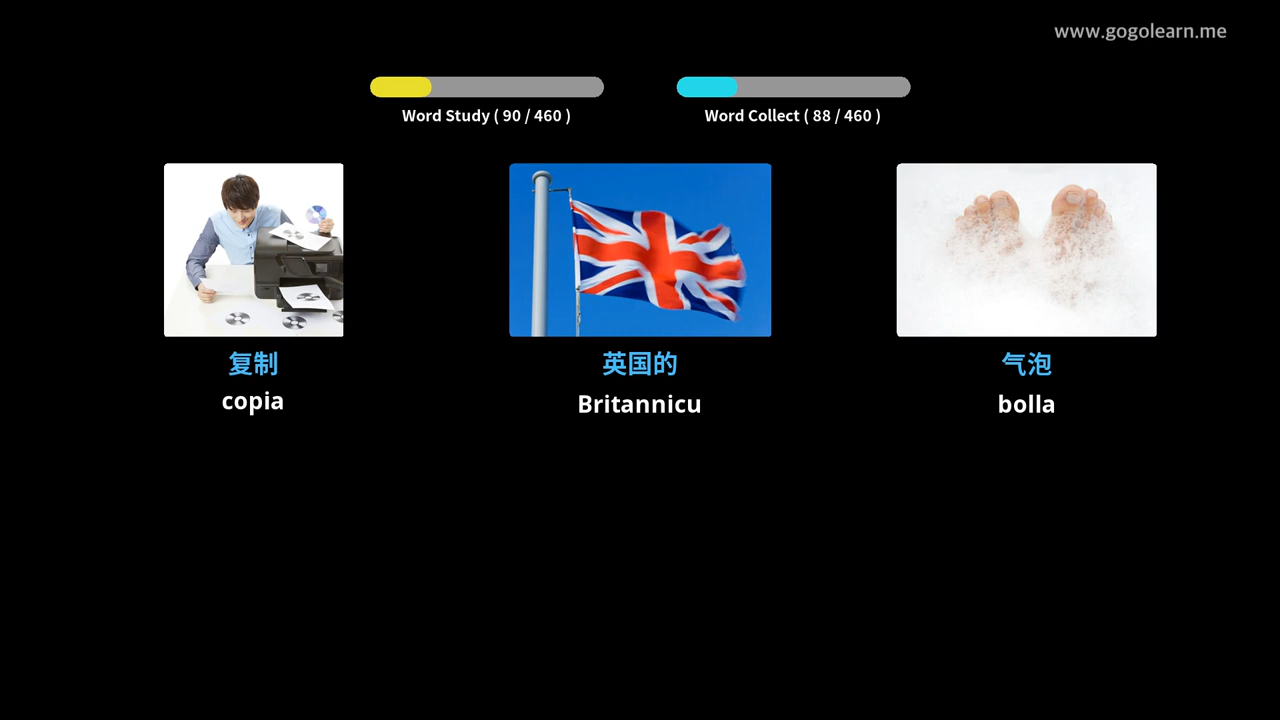 www.gogolearn.me
Word Study ( 90 / 460 )
Word Collect ( 88 / 460 )
复制
copia
英国的
Britannicu
气泡
bolla